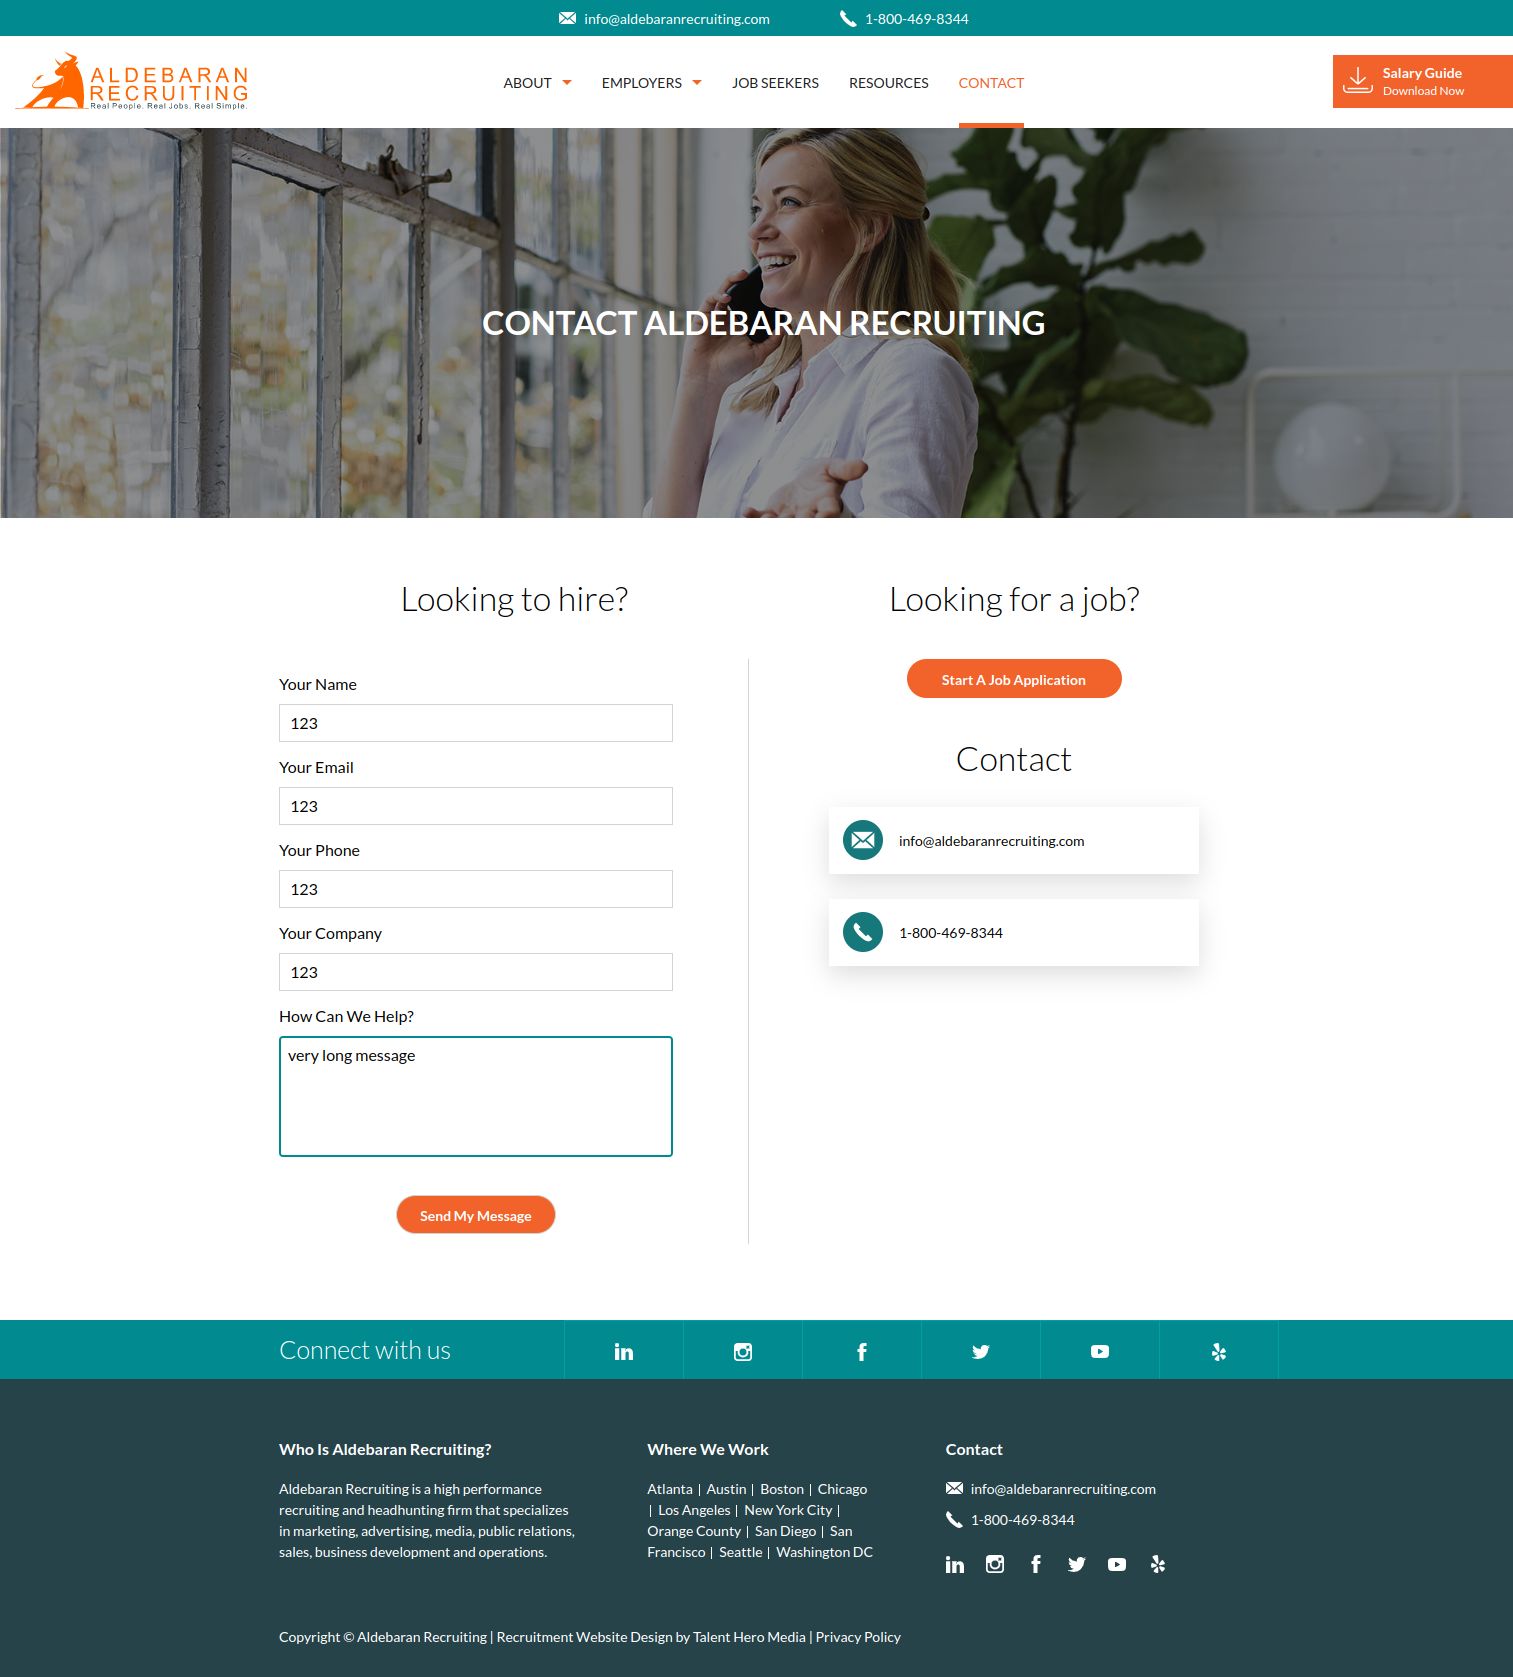 info@aldebaranrecruiting.com
1-800-469-8344
ALDEBARAN
RECRUITING
Real People. Real Jobs. Real Simple.
ABOUT
EMPLOYERS
JOB SEEKERS
RESOURCES
CONTACT
Salary Guide
Download Now
CONTACT ALDEBARAN RECRUITING
Looking to hire?
Your Name
123
Your Email
123
Your Phone
123
Your Company
123
How Can We Help?
very long message
Send My Message
Looking for a job?
Start A Job Application
Contact
info@aldebaranrecruiting.com
1-800-469-8344
Connect with us
Who Is Aldebaran Recruiting?
Aldebaran Recruiting is a high performance
recruiting and headhunting firm that specializes
in marketing, advertising, media, public relations,
sales, business development and operations.
Where We Work
Atlanta | Austin | Boston | Chicago
| Los Angeles | New York City |
Orange County | San Diego | San
Francisco | Seattle | Washington DC
Contact
info@aldebaranrecruiting.com
1-800-469-8344
Copyright © Aldebaran Recruiting | Recruitment Website Design by Talent Hero Media | Privacy Policy